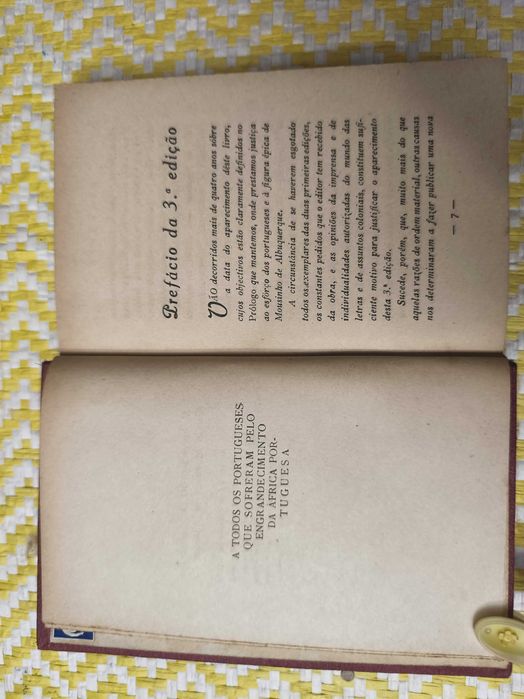 A TODOS OS PORTUGUESES
QUE SOFRERAM PELO
ENGRANDECIMENTO
DA AFRICA POR-
TUGUESA
Prefácio da 3.ª edição
VÃO decorridos mais de quatro anos sobre
a data do aparecimento dêste livro,
cujos objectivos estão claramente definidos no
Prólogo que mantemos, onde prestamos justiça
ao esfôrço dos portugueses e à figura épica de
Mousinho de Albuquerque.
A circunstância de se haverem esgotado
todos os exemplares das duas primeiras edições,
os constantes pedidos que o editor tem recebido
da obra, e as opiniões da imprensa e de
individualidades autorizadas do mundo das
letras e de assuntos coloniais, constituem sufi-
ciente motivo para justificar o aparecimento
desta 3.ª edição.
Sucede, porém, que, muito mais do que
aquelas razões de ordem material, outras causas
nos determinaram a fazer publicar uma nova
— 7 —